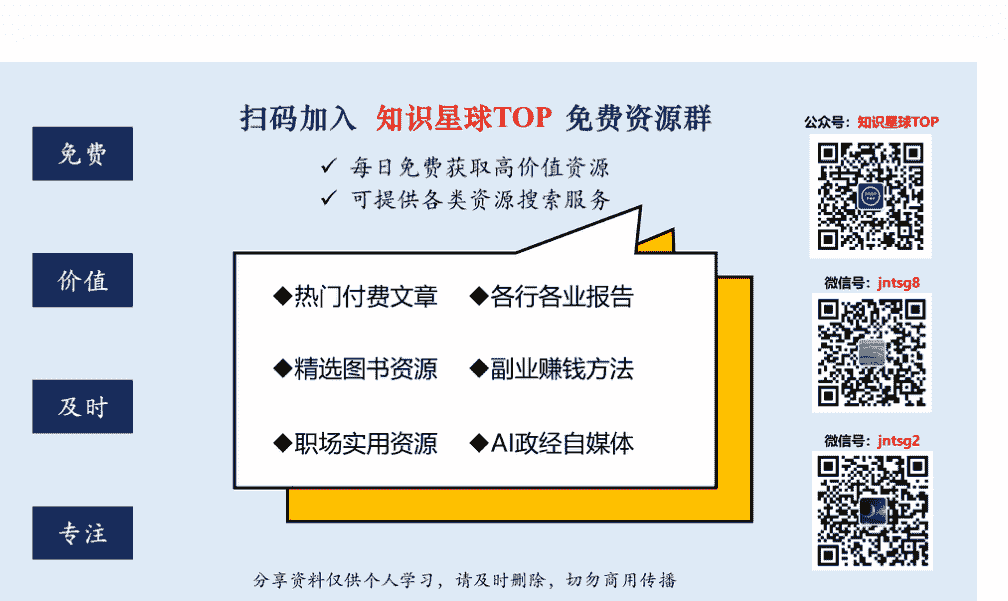 扫码加入 知识星球TOP 免费资源群
✓ 每日免费获取高价值资源
✓ 可提供各类资源搜索服务
免费
价值
及时
专注
◆热门付费文章 ◆各行各业报告
◆精选图书资源 ◆副业赚钱方法
◆职场实用资源 ◆AI政经自媒体
公众号：知识星球TOP
微信号：jntsg8
微信号：jntsg2
分享资料仅供个人学习，请及时删除，切勿商用传播